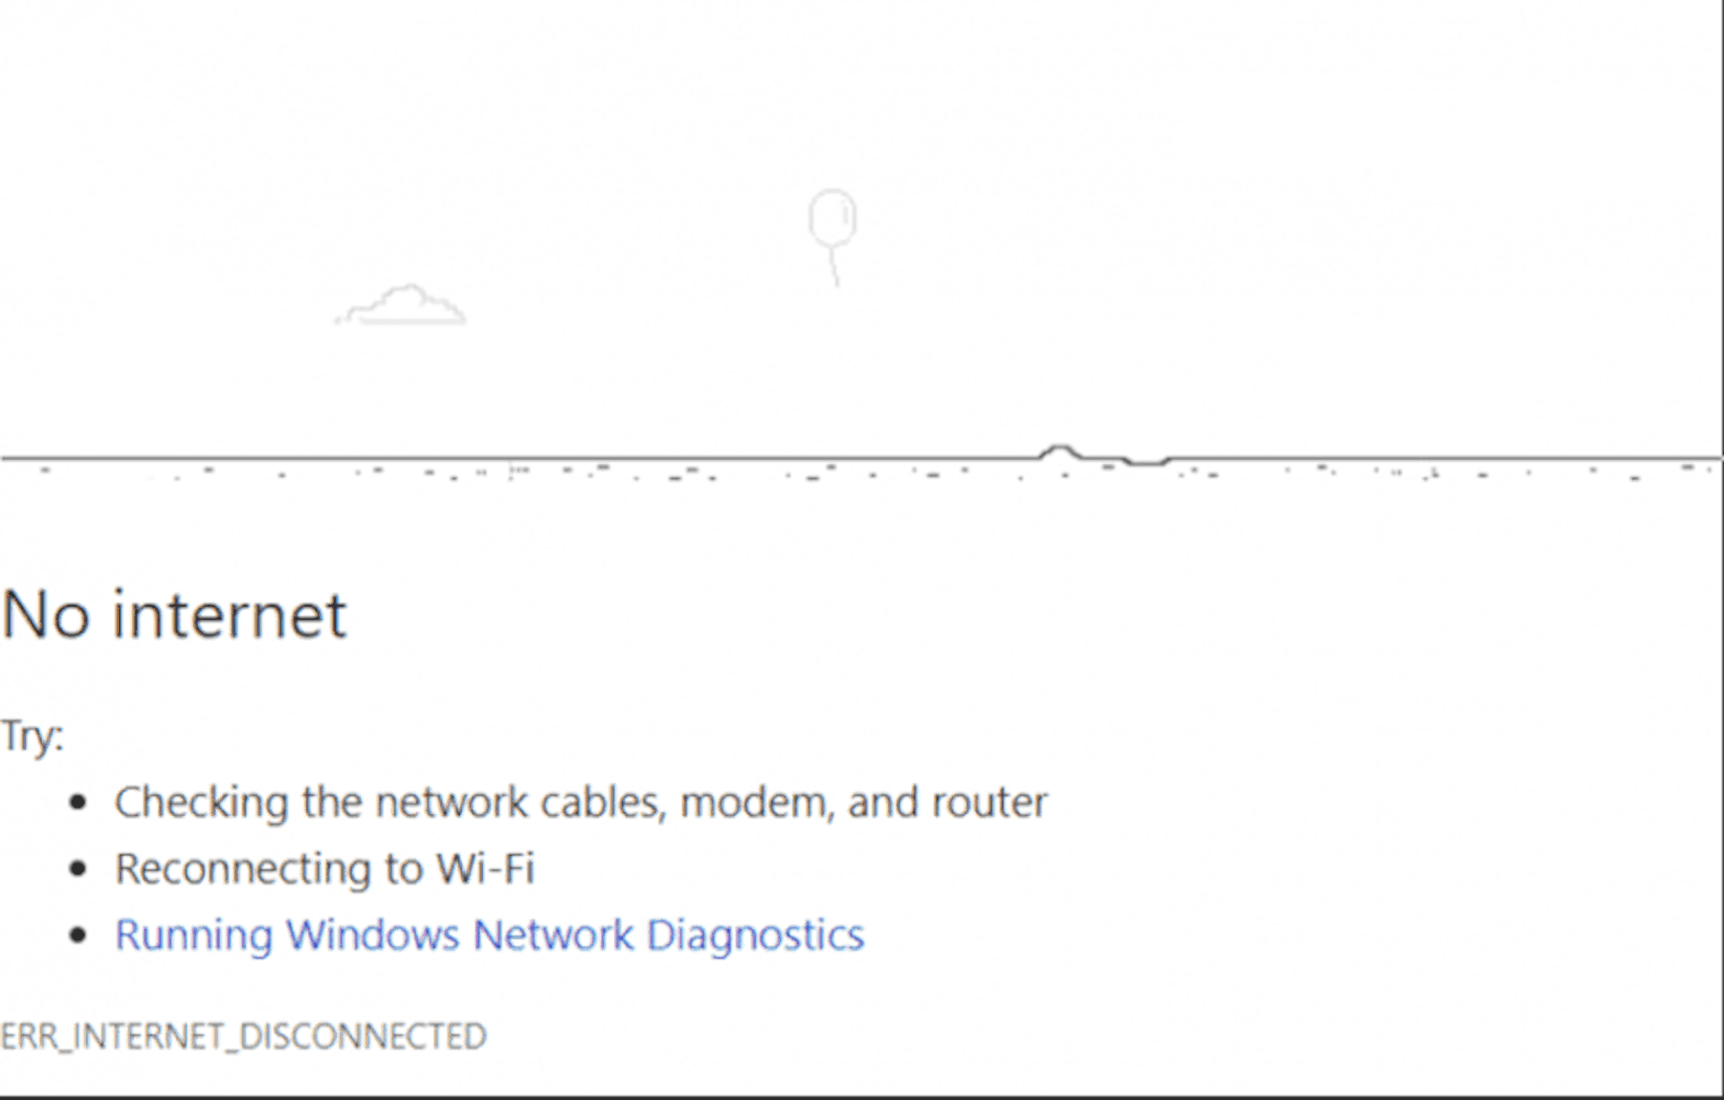 No internet
Try:
Checking the network cables, modem, and router
Reconnecting to Wi-Fi
Running Windows Network Diagnostics
ERR_INTERNET_DISCONNECTED